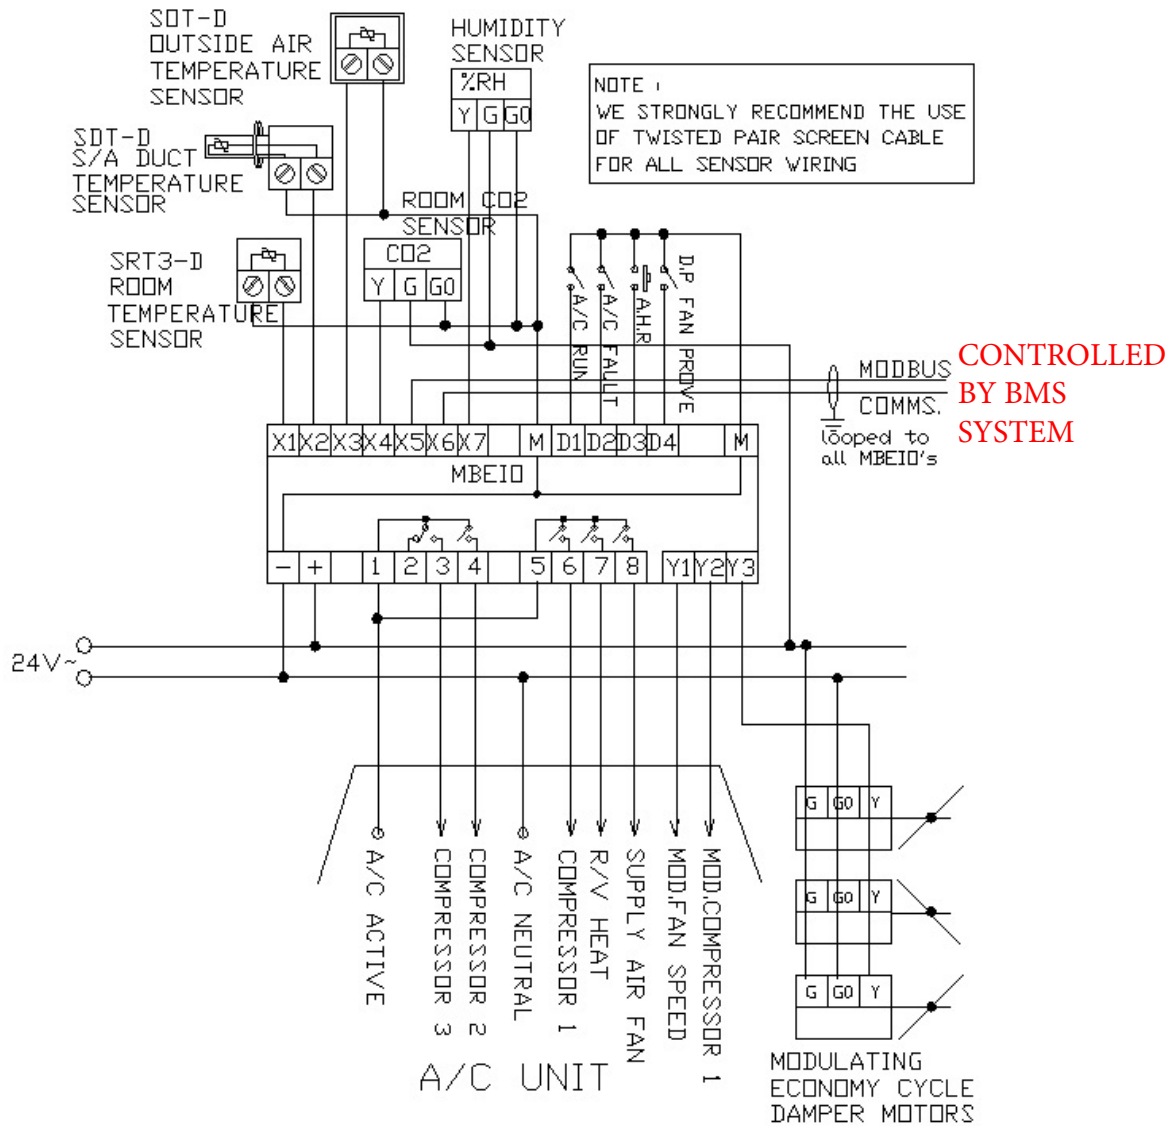 SOT-D
OUTSIDE AIR
TEMPERATURE
SENSOR
HUMIDITY
SENSOR
%RH
Y G G0
NOTE :
WE STRONGLY RECOMMEND THE USE
OF TWISTED PAIR SCREEN CABLE
FOR ALL SENSOR WIRING
SDT-D
S/A DUCT
TEMPERATURE
SENSOR
ROOM CO2
SENSOR
CO2
Y G G0
SRT3-D
ROOM
TEMPERATURE
SENSOR
A/C RUN
A/C FAULT
A.H.R
D.P FAN PROVE
MODBUS
COMMS.
looped to
all MBEIO's
CONTROLLED
BY BMS
SYSTEM
X1 X2 X3 X4 X5 X6 X7 M D1 D2 D3 D4 M
MBEIO
- + 1 2 3 4 5 6 7 8 Y1 Y2 Y3
24V~
A/C ACTIVE
COMPRESSOR 3
COMPRESSOR 2
A/C NEUTRAL
COMPRESSOR 1
R/V HEAT
SUPPLY AIR FAN
MOD.FAN SPEED
MOD.COMPRESSOR 1
A/C UNIT
G G0 Y
G G0 Y
G G0 Y
MODULATING
ECONOMY CYCLE
DAMPER MOTORS